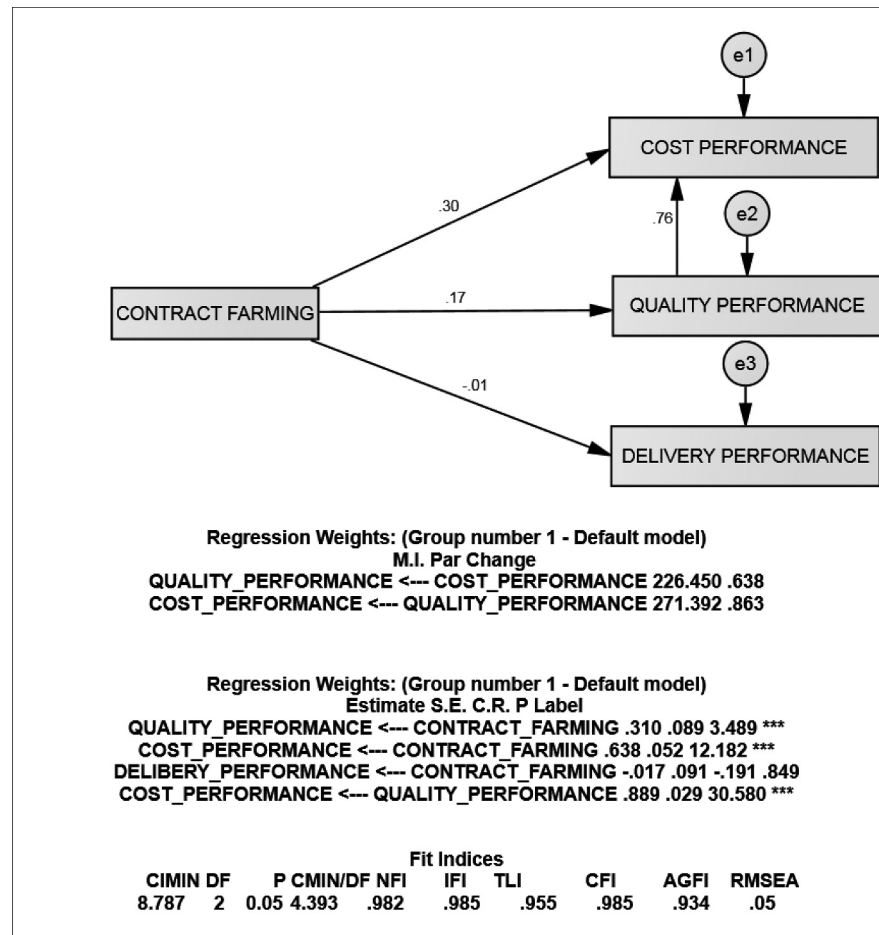 e1
COST PERFORMANCE
.30
.76
e2
CONTRACT FARMING
.17
QUALITY PERFORMANCE
e3
-.01
DELIVERY PERFORMANCE
Regression Weights: (Group number 1 - Default model)
M.I. Par Change
QUALITY_PERFORMANCE <--- COST_PERFORMANCE 226.450 .638
COST_PERFORMANCE <--- QUALITY_PERFORMANCE 271.392 .863
Regression Weights: (Group number 1 - Default model)
Estimate S.E. C.R. P Label
QUALITY_PERFORMANCE <--- CONTRACT_FARMING .310 .089 3.489 ***
COST_PERFORMANCE <--- CONTRACT_FARMING .638 .052 12.182 ***
DELIBERY_PERFORMANCE <--- CONTRACT_FARMING -.017 .091 -.191 .849
COST_PERFORMANCE <--- QUALITY_PERFORMANCE .889 .029 30.580 ***
Fit Indices
CIMIN DF P CMIN/DF NFI IFI TLI CFI AGFI RMSEA
8.787 2 0.05 4.393 .982 .985 .955 .985 .934 .05